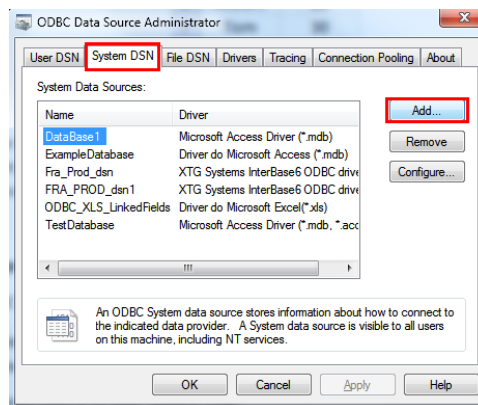 ODBC Data Source Administrator
User DSN System DSN File DSN Drivers Tracing Connection Pooling About
System Data Sources:
Name Driver
DataBase1 Microsoft Access Driver (*.mdb)
ExampleDatabase Driver do Microsoft Access (*.mdb)
Fra_Prod_dsn XTG Systems InterBase6 ODBC drive
FRA_PROD_dsn1 XTG Systems InterBase6 ODBC drive
ODBC_XLS_LinkedFields Driver do Microsoft Excel(*.xls)
TestDatabase Microsoft Access Driver (*.mdb, *.acc
Add...
Remove
Configure...
An ODBC System data source stores information about how to connect to
the indicated data provider. A System data source is visible to all users
on this machine, including NT services.
OK Cancel Apply Help